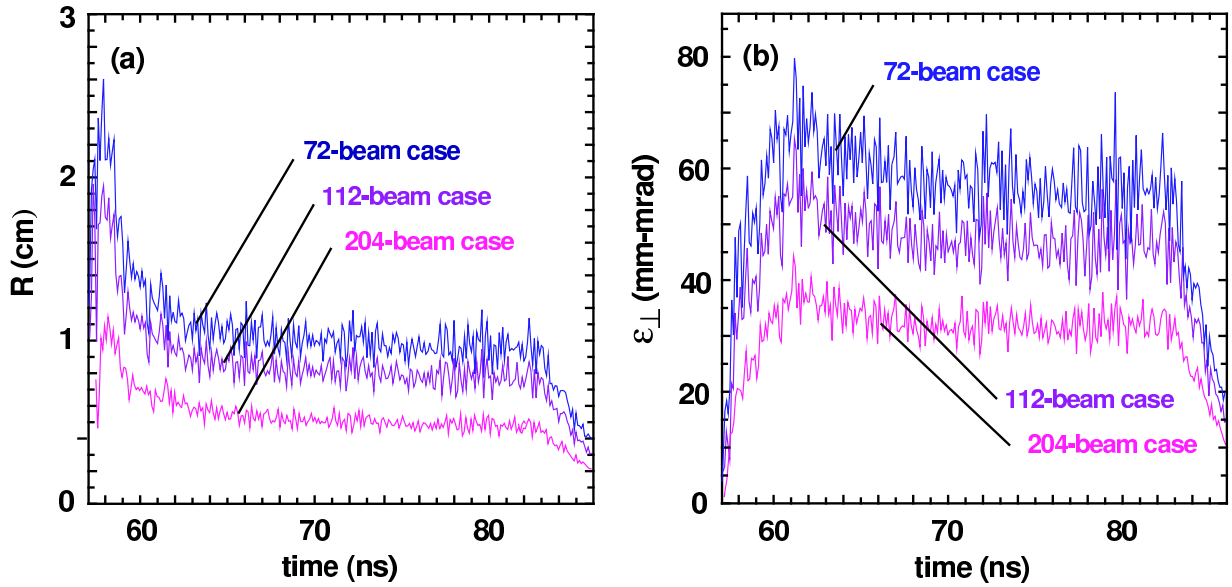 (a)
3
2
1
0
R (cm)
72-beam case
112-beam case
204-beam case
60
70
80
time (ns)
(b)
80
60
40
20
0
ε⊥ (mm-mrad)
72-beam case
112-beam case
204-beam case
60
70
80
time (ns)